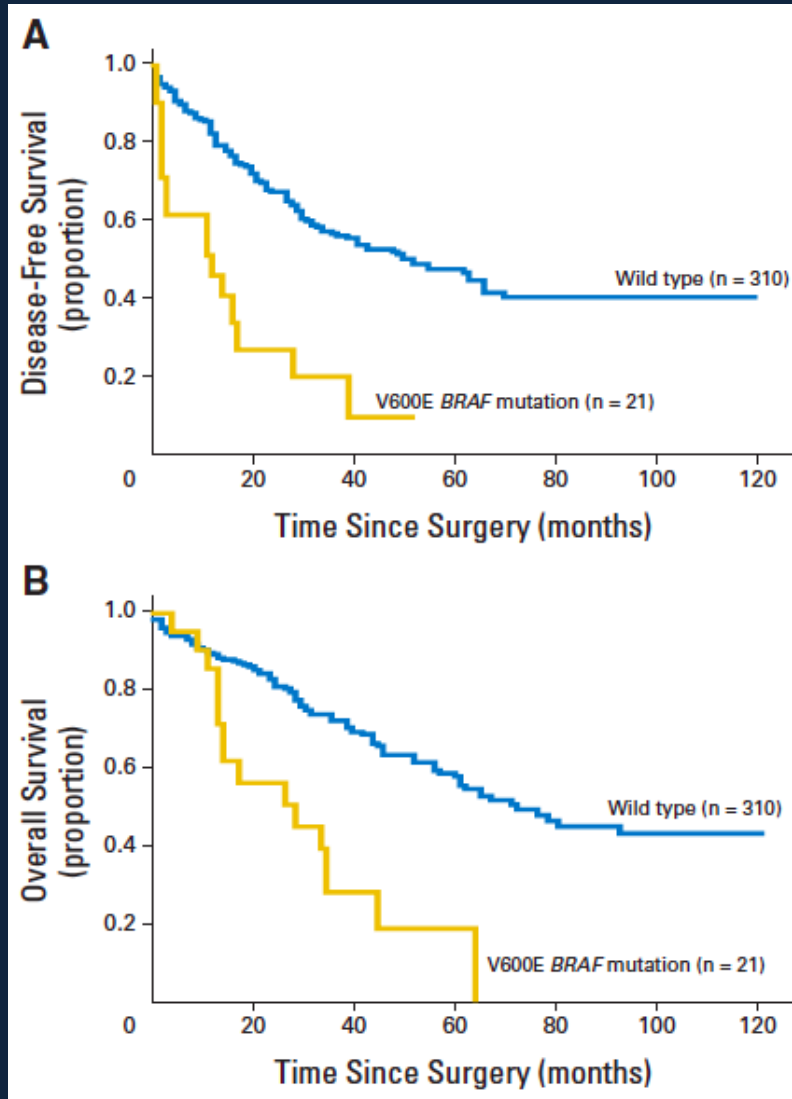 A
Disease-Free Survival
(proportion)
1.0
0.8
0.6
0.4
0.2
Wild type (n = 310)
V600E BRAF mutation (n = 21)
0 20 40 60 80 100 120
Time Since Surgery (months)
B
Overall Survival
(proportion)
1.0
0.8
0.6
0.4
0.2
Wild type (n = 310)
V600E BRAF mutation (n = 21)
0 20 40 60 80 100 120
Time Since Surgery (months)